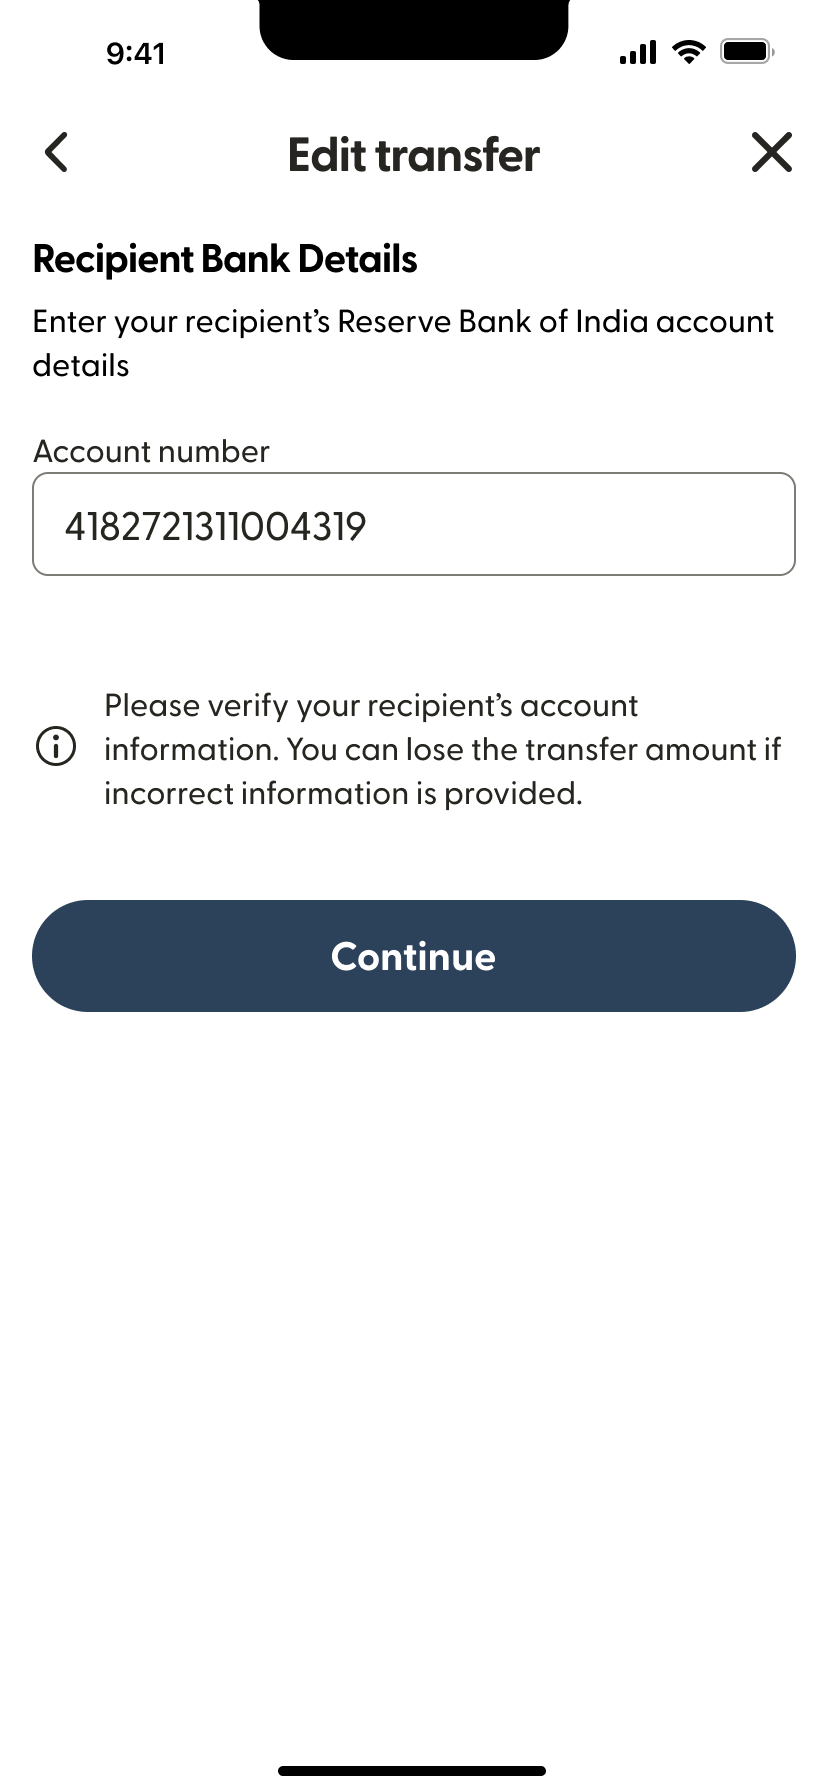 9:41
Edit transfer
Recipient Bank Details
Enter your recipient’s Reserve Bank of India account
details
Account number
4182721311004319
Please verify your recipient’s account
information. You can lose the transfer amount if
incorrect information is provided.
Continue